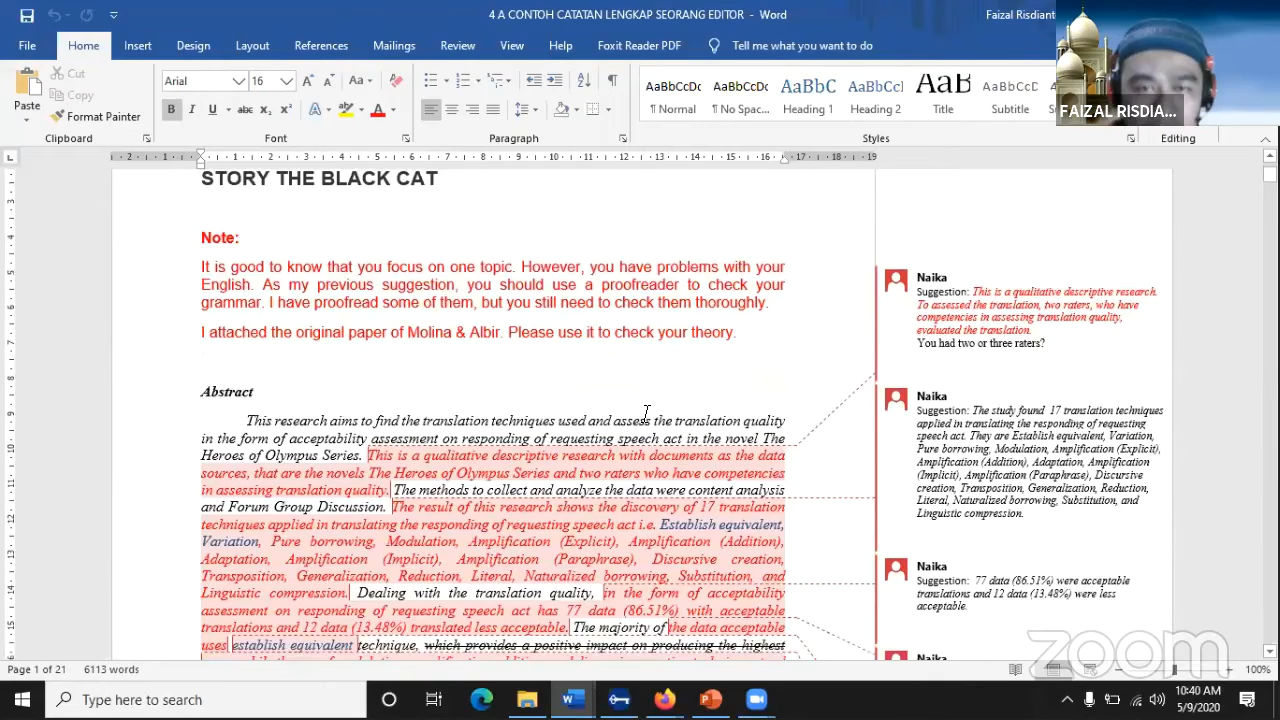 4 A CONTOH CATATAN LENGKAP SEORANG EDITOR - Word
Faizal Risdiant
File Home Insert Design Layout References Mailings Review View Help Foxit Reader PDF Tell me what you want to do
FAIZAL RISDIA...
Paste
Cut
Copy
Format Painter
Arial 16
AaBbCcDc AaBbCcDc AaBbC AaBbCcI AaB AaBbCcD
¶ Normal ¶ No Spac... Heading 1 Heading 2 Title Subtitle
Clipboard Font Paragraph Styles Editing
STORY THE BLACK CAT
Note:
It is good to know that you focus on one topic. However, you have problems with your
English. As my previous suggestion, you should use a proofreader to check your
grammar. I have proofread some of them, but you still need to check them thoroughly.
I attached the original paper of Molina & Albir. Please use it to check your theory.
Abstract
This research aims to find the translation techniques used and assess the translation quality
in the form of acceptability assessment on responding of requesting speech act in the novel The
Heroes of Olympus Series. This is a qualitative descriptive research with documents as the data
sources, that are the novels The Heroes of Olympus Series and two raters who have competencies
in assessing translation quality. The methods to collect and analyze the data were content analysis
and Forum Group Discussion. The result of this research shows the discovery of 17 translation
techniques applied in translating the responding of requesting speech act i.e. Establish equivalent,
Variation, Pure borrowing, Modulation, Amplification (Explicit), Amplification (Addition),
Adaptation, Amplification (Implicit), Amplification (Paraphrase), Discursive creation,
Transposition, Generalization, Reduction, Literal, Naturalized borrowing, Substitution, and
Linguistic compression. Dealing with the translation quality, in the form of acceptability
assessment on responding of requesting speech act has 77 data (86.51%) with acceptable
translations and 12 data (13.48%) translated less acceptable. The majority of the data acceptable
uses establish equivalent technique, which provides a positive impact on producing the highest
Naika
Suggestion: This is a qualitative descriptive research.
To assessed the translation, two raters, who have
competencies in assessing translation quality,
evaluated the translation.
You had two or three raters?
Naika
Suggestion: The study found 17 translation techniques
applied in translating the responding of requesting
speech act. They are Establish equivalent, Variation,
Pure borrowing, Modulation, Amplification (Explicit),
Amplification (Addition), Adaptation, Amplification
(Implicit), Amplification (Paraphrase), Discursive
creation, Transposition, Generalization, Reduction,
Literal, Naturalized borrowing, Substitution, and
Linguistic compression.
Naika
Suggestion: 77 data (86.51%) were acceptable
translations and 12 data (13.48%) were less
acceptable.
Naika
zoom
Page 1 of 21 6113 words
100%
Type here to search
10:40 AM
5/9/2020